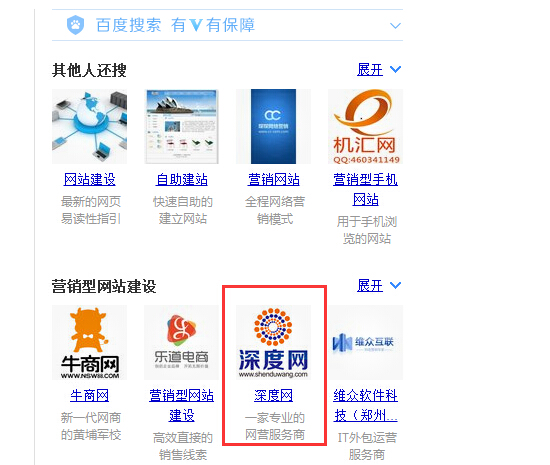 百度搜索 有V有保障
其他人还搜 展开
机汇网
QQ:460341149
网站建设 自助建站 营销网站 营销型手机
网站
最新的网页 快速自助的 全程网络营 用于手机浏
易读性指引 建立网站 销模式 览的网站
营销型网站建设 展开
牛商网
WWW.NSW88.COM
乐道电商
深度网
www.shenduwang.com
维众互联
牛商网 营销型网站 深度网 维众软件科
建设 技（郑州...
新一代网商 高效直接的 一家专业的 IT外包运营
的黄埔军校 销售线索 网营服务商 服务商